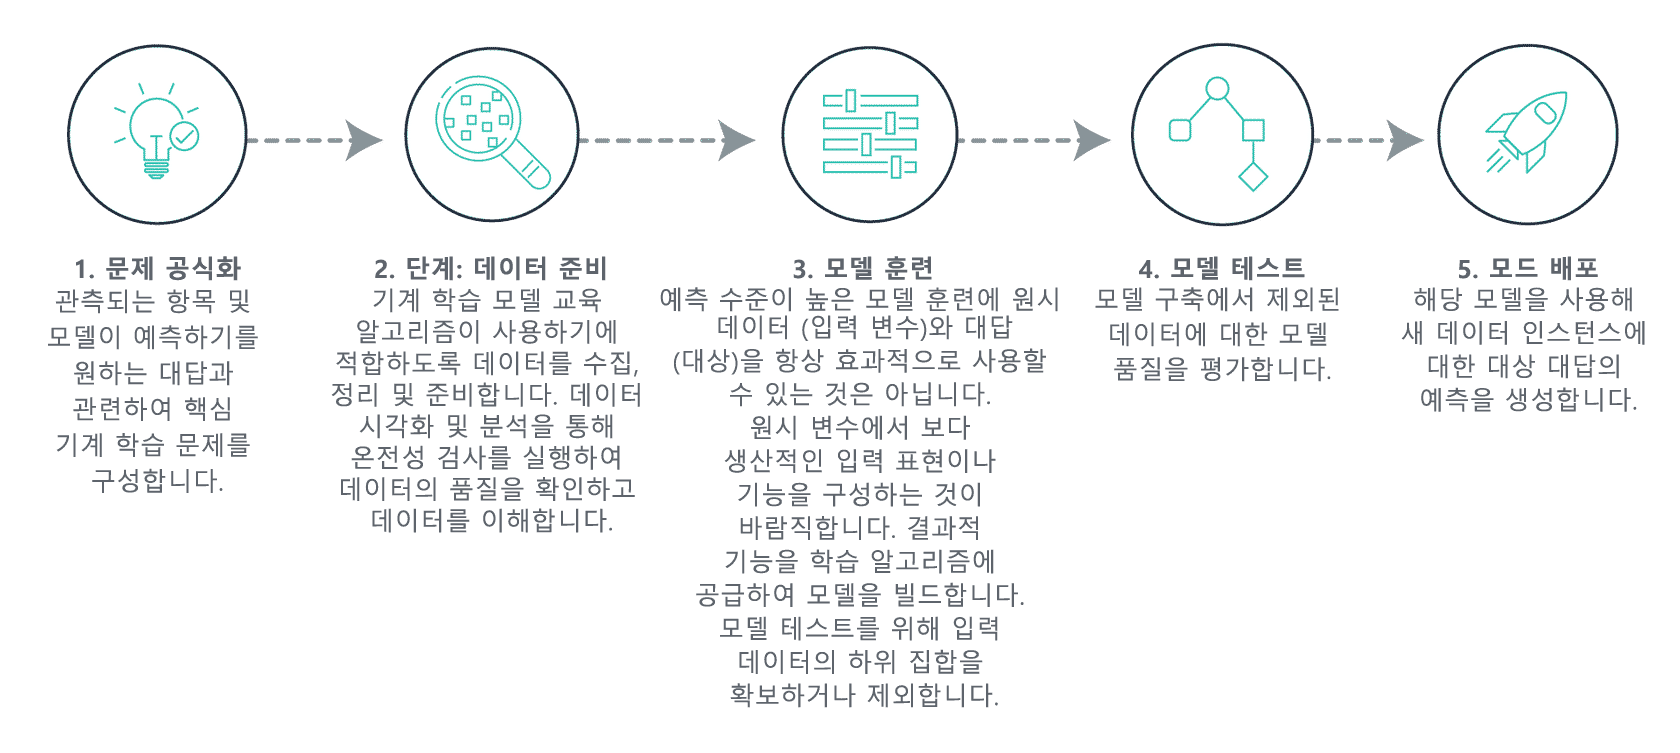 1. 문제 공식화
관측되는 항목 및
모델이 예측하기를
원하는 대답과
관련하여 핵심
기계 학습 문제를
구성합니다.
2. 단계: 데이터 준비
기계 학습 모델 교육
알고리즘이 사용하기에
적합하도록 데이터를 수집,
정리 및 준비합니다. 데이터
시각화 및 분석을 통해
온전성 검사를 실행하여
데이터의 품질을 확인하고
데이터를 이해합니다.
3. 모델 훈련
예측 수준이 높은 모델 훈련에 원시
데이터 (입력 변수)와 대답
(대상)을 항상 효과적으로 사용할
수 있는 것은 아닙니다.
원시 변수에서 보다
생산적인 입력 표현이나
기능을 구성하는 것이
바람직합니다. 결과적
기능을 학습 알고리즘에
공급하여 모델을 빌드합니다.
모델 테스트를 위해 입력
데이터의 하위 집합을
확보하거나 제외합니다.
4. 모델 테스트
모델 구축에서 제외된
데이터에 대한 모델
품질을 평가합니다.
5. 모드 배포
해당 모델을 사용해
새 데이터 인스턴스에
대한 대상 대답의
예측을 생성합니다.